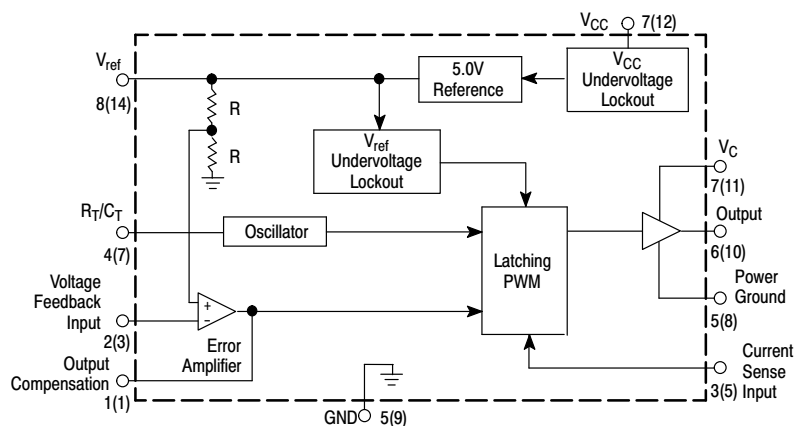 V_CC 7(12)
V_ref
8(14)
5.0V
Reference
V_CC
Undervoltage
Lockout
R
R
V_ref
Undervoltage
Lockout
V_C
7(11)
R_T/C_T
4(7)
Oscillator
Latching
PWM
Output
6(10)
Voltage
Feedback
Input
2(3)
+
−
Error
Amplifier
Power
Ground
5(8)
Output
Compensation
1(1)
GND 5(9)
Current
Sense
Input
3(5)